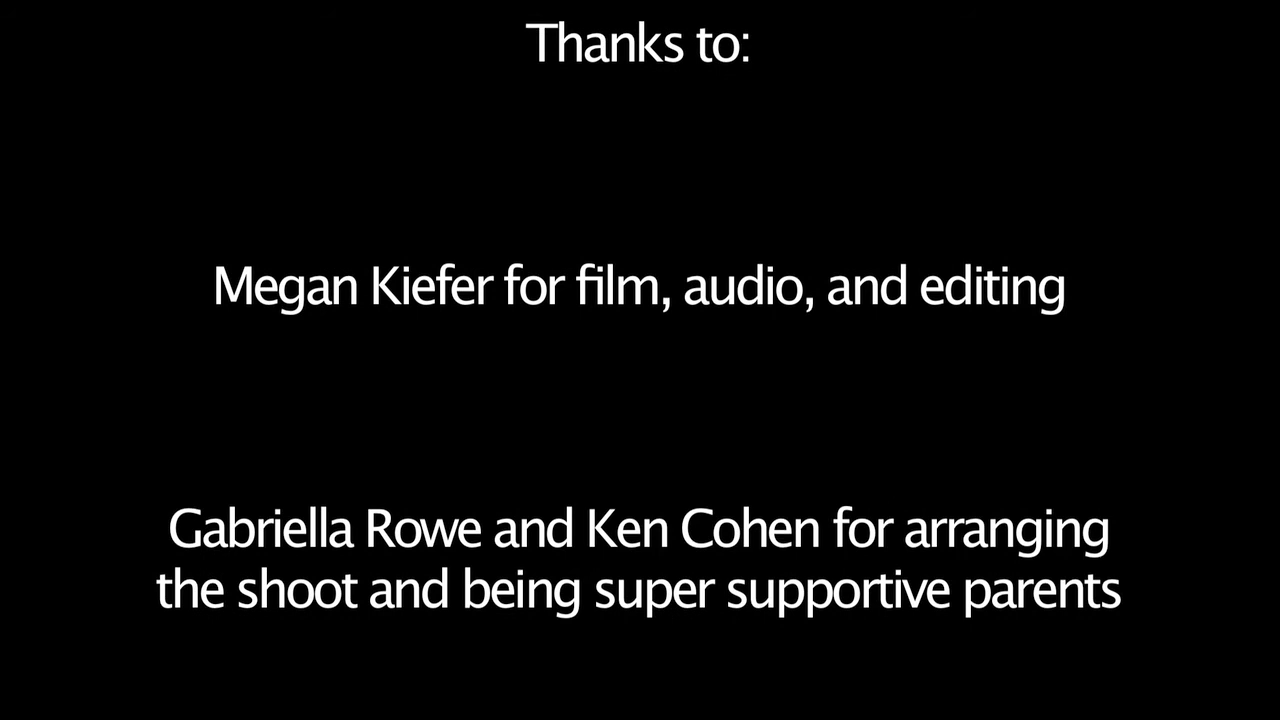 Thanks to:
Megan Kiefer for film, audio, and editing
Gabriella Rowe and Ken Cohen for arranging
the shoot and being super supportive parents